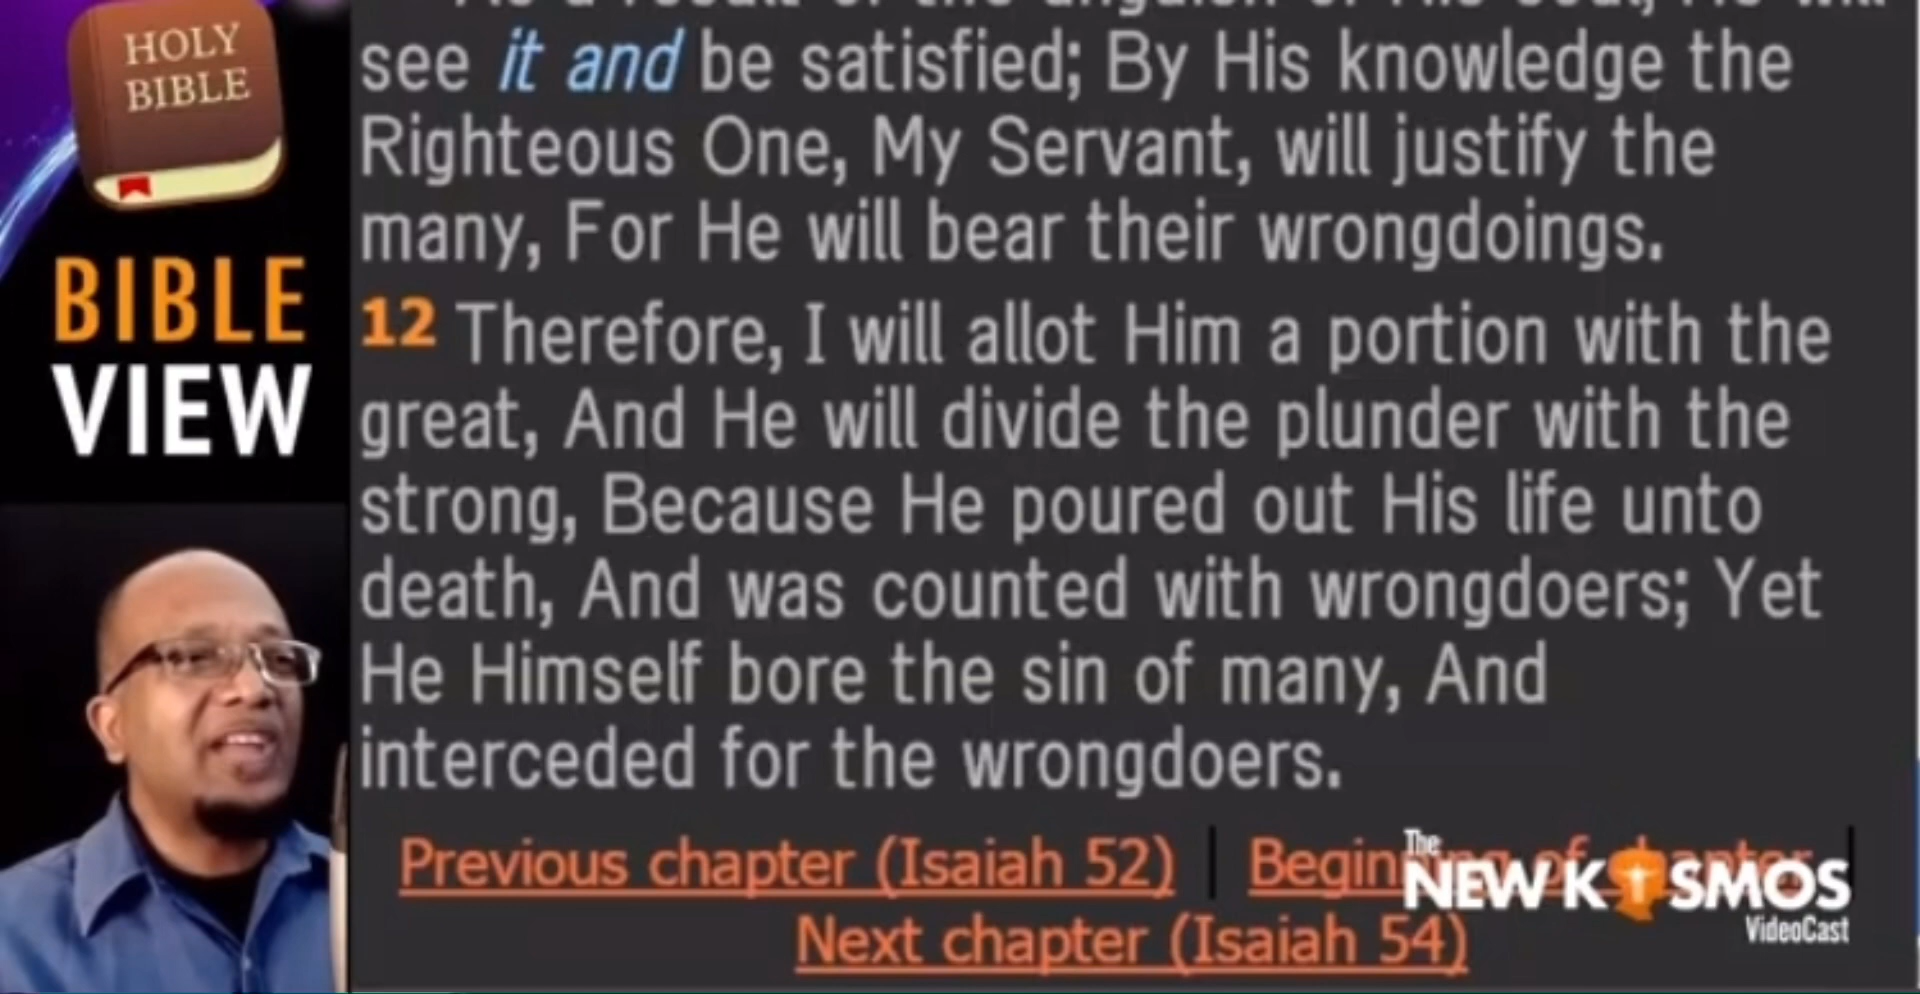 HOLY
BIBLE
BIBLE
VIEW
see it and be satisfied; By His knowledge the
Righteous One, My Servant, will justify the
many, For He will bear their wrongdoings.
12 Therefore, I will allot Him a portion with the
great, And He will divide the plunder with the
strong, Because He poured out His life unto
death, And was counted with wrongdoers; Yet
He Himself bore the sin of many, And
interceded for the wrongdoers.
Previous chapter (Isaiah 52) | of chapter |
Next chapter (Isaiah 54)
The
NEW KOSMOS
VideoCast